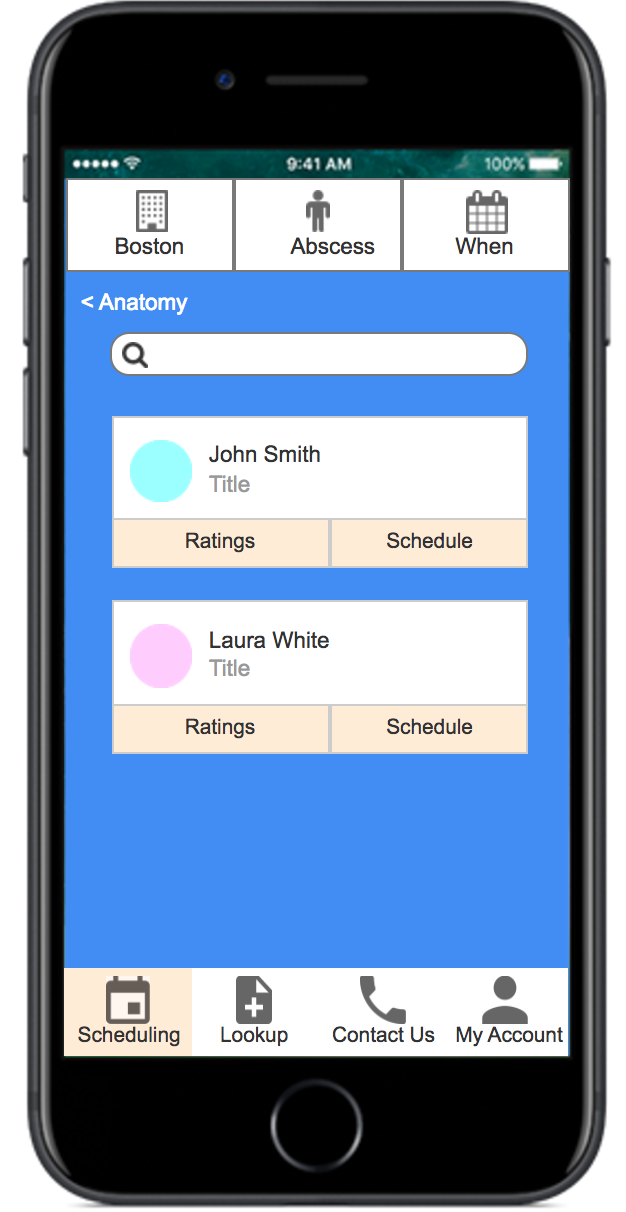 9:41 AM 100%
Boston Abscess When
< Anatomy
John Smith
Title
Ratings Schedule
Laura White
Title
Ratings Schedule
Scheduling Lookup Contact Us My Account